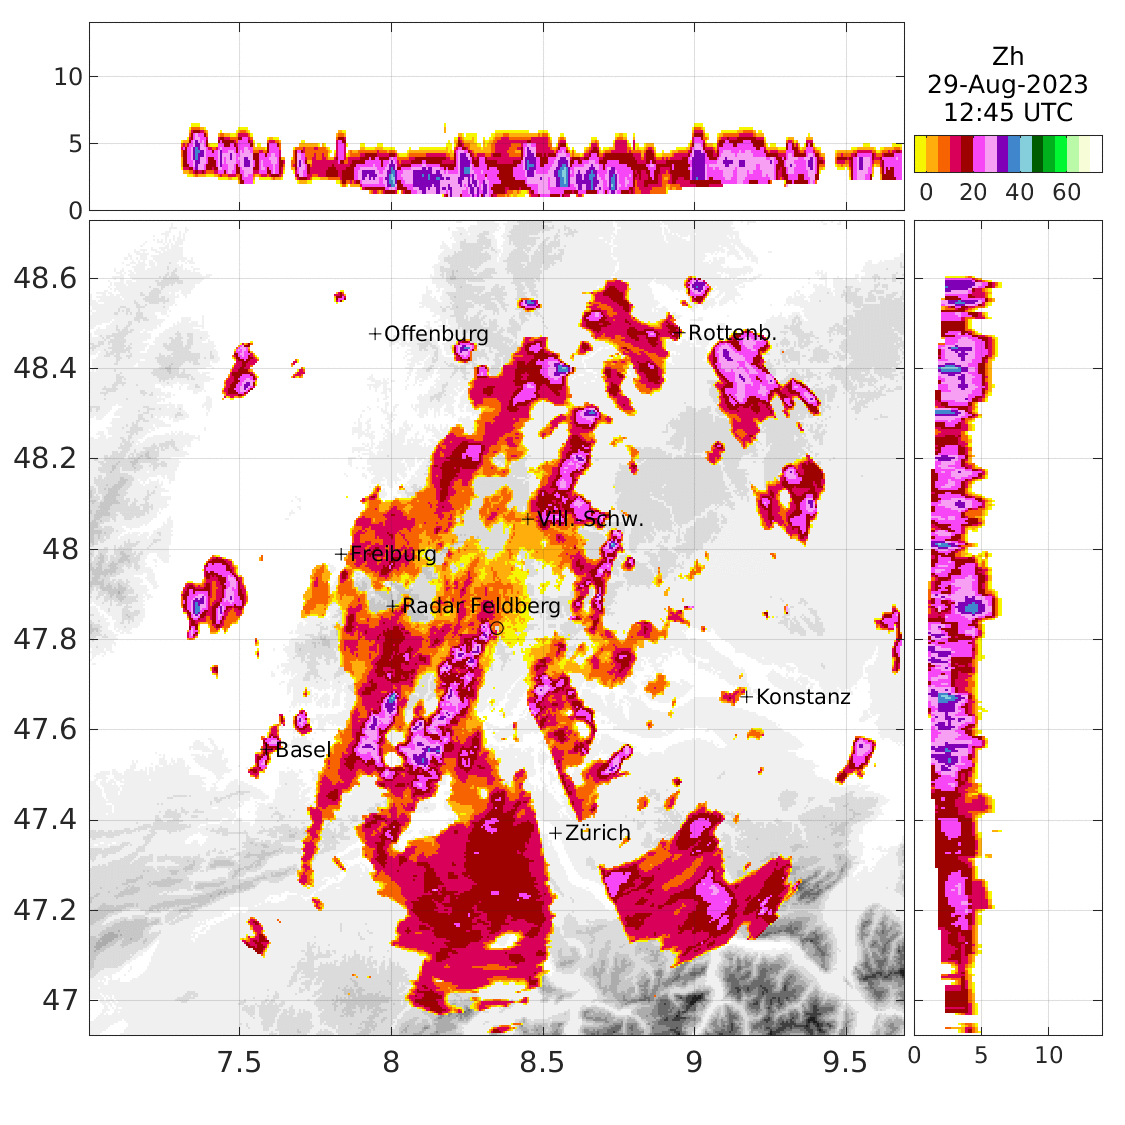 10
5
0
Zh
29-Aug-2023
12:45 UTC
0 20 40 60
48.6
48.4
48.2
48
47.8
47.6
47.4
47.2
47
+Offenburg
+Rottenb.
+Vill.-Schw.
+Freiburg
+Radar Feldberg
+Konstanz
+Basel
+Zürich
7.5 8 8.5 9 9.5
0 5 10